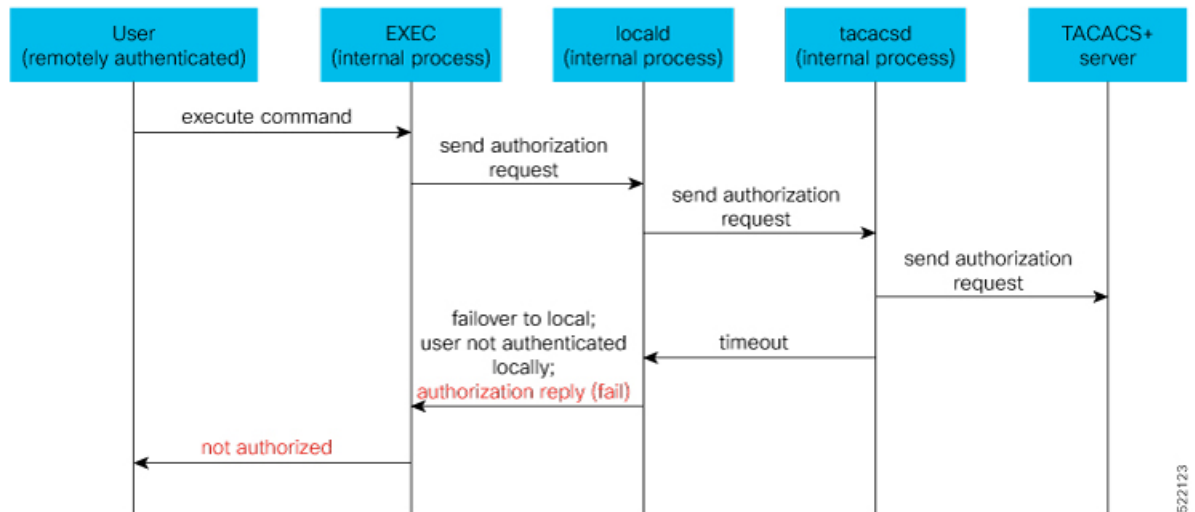 User
(remotely authenticated)
EXEC
(internal process)
locald
(internal process)
tacacsd
(internal process)
TACACS+
server
execute command
send authorization
request
send authorization
request
send authorization
request
failover to local;
user not authenticated
locally;
authorization reply (fail)
timeout
not authorized
522123